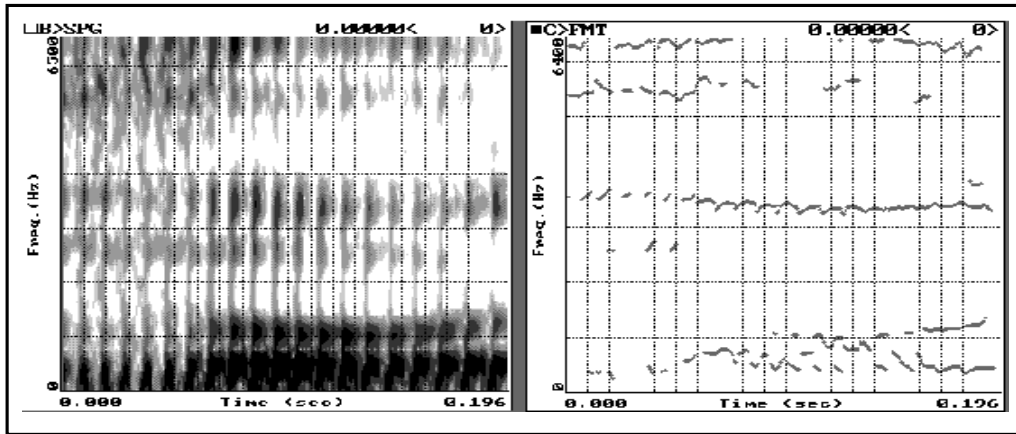 □B>SPG 0.00000< 0>
6500
Freq.(Hz)
0
0.000 Time (sec) 0.196
■C>FMT 0.00000< 0>
6400
Freq.(Hz)
0
0.000 Time (sec) 0.196